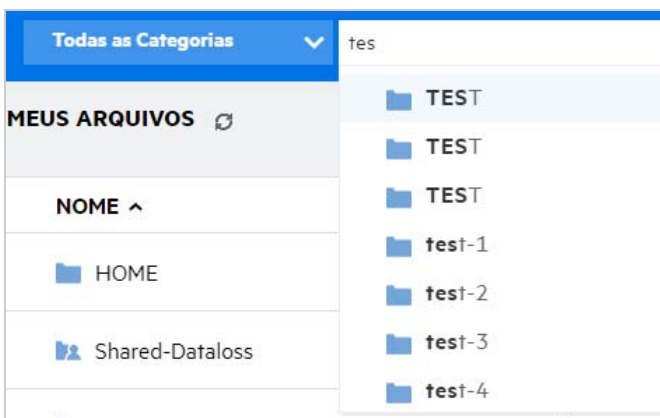 Todas as Categorias
tes
TEST
MEUS ARQUIVOS
TEST
TEST
NOME
test-1
HOME
test-2
test-3
Shared-Dataloss
test-4